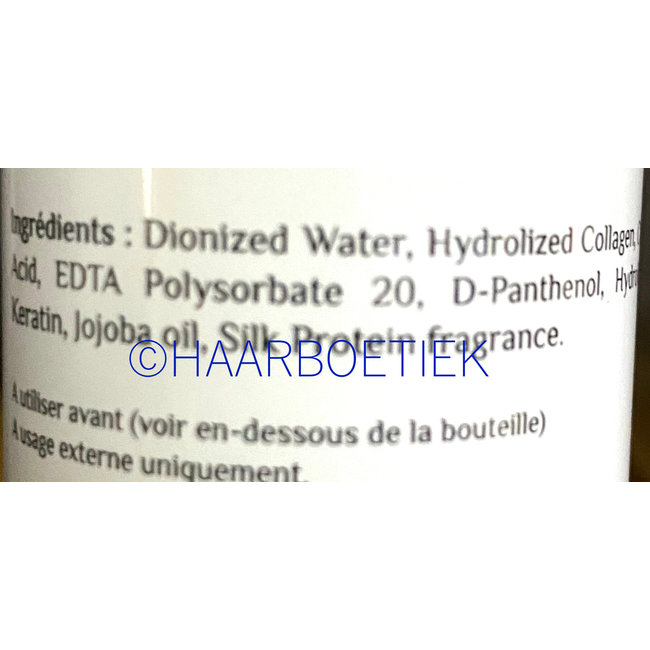 Ingrédients : Dionized Water, Hydrolized Collagen,
Acid, EDTA Polysorbate 20, D-Panthenol,
Keratin, Jojoba oil, Silk Protein fragrance.
©HAARBOETIEK
A utiliser avant (voir en-dessous de la bouteille)
A usage externe uniquement.